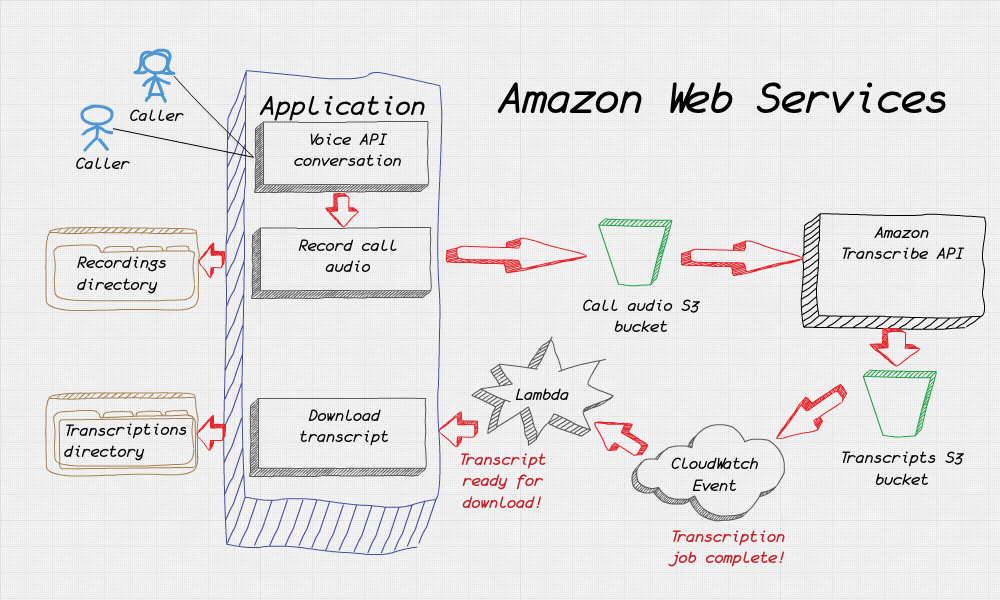 Amazon Web Services
Application
Caller
Caller
Voice API
conversation
Record call
audio
Recordings
directory
Call audio S3
bucket
Amazon
Transcribe API
Transcripts S3
bucket
CloudWatch
Event
Transcription
job complete!
Lambda
Transcript
ready for
download!
Download
transcript
Transcriptions
directory